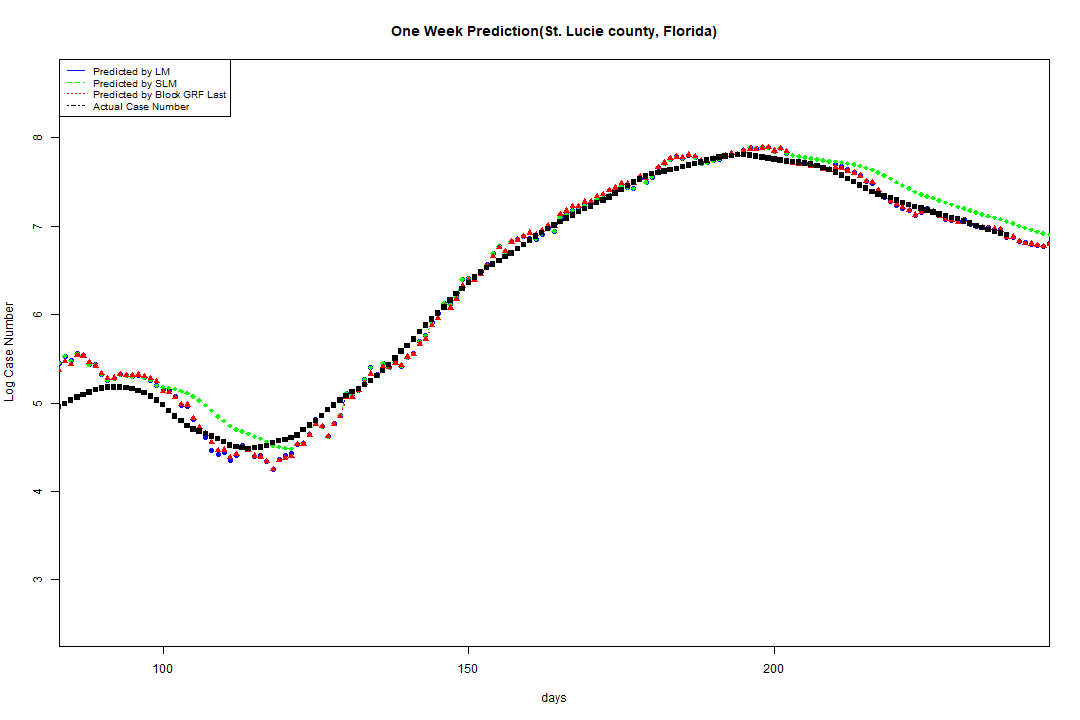 One Week Prediction(St. Lucie county, Florida)
Predicted by LM
Predicted by SLM
Predicted by Block GRF Last
Actual Case Number
8
7
6
5
4
3
Log Case Number
100 150 200
days